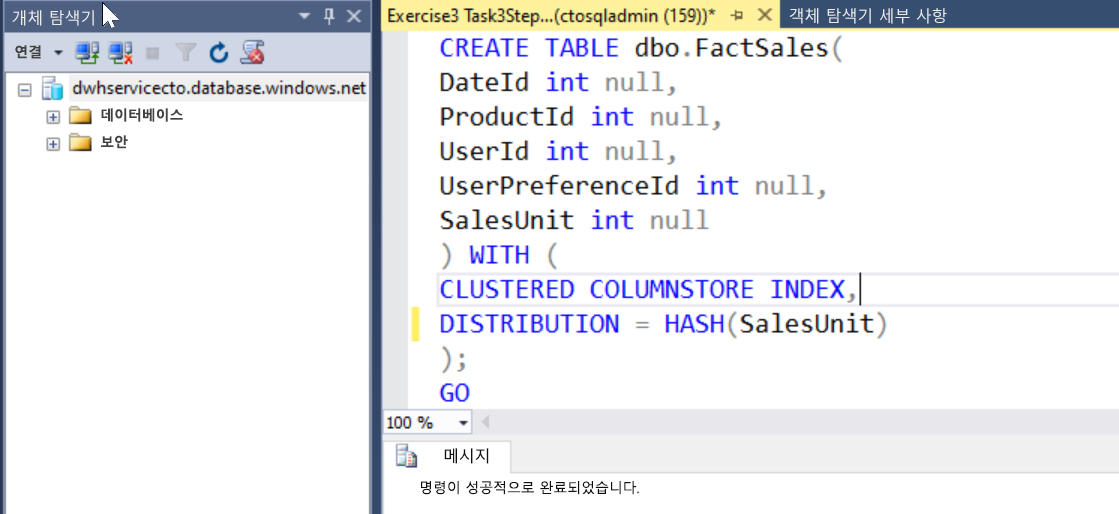 개체 탐색기
연결
dwhservicecto.database.windows.net
데이터베이스
보안
Exercise3 Task3Step...(ctosqladmin (159))*
객체 탐색기 세부 사항
CREATE TABLE dbo.FactSales(
DateId int null,
ProductId int null,
UserId int null,
UserPreferenceId int null,
SalesUnit int null
) WITH (
CLUSTERED COLUMNSTORE INDEX,
DISTRIBUTION = HASH(SalesUnit)
);
GO
100 %
메시지
명령이 성공적으로 완료되었습니다.